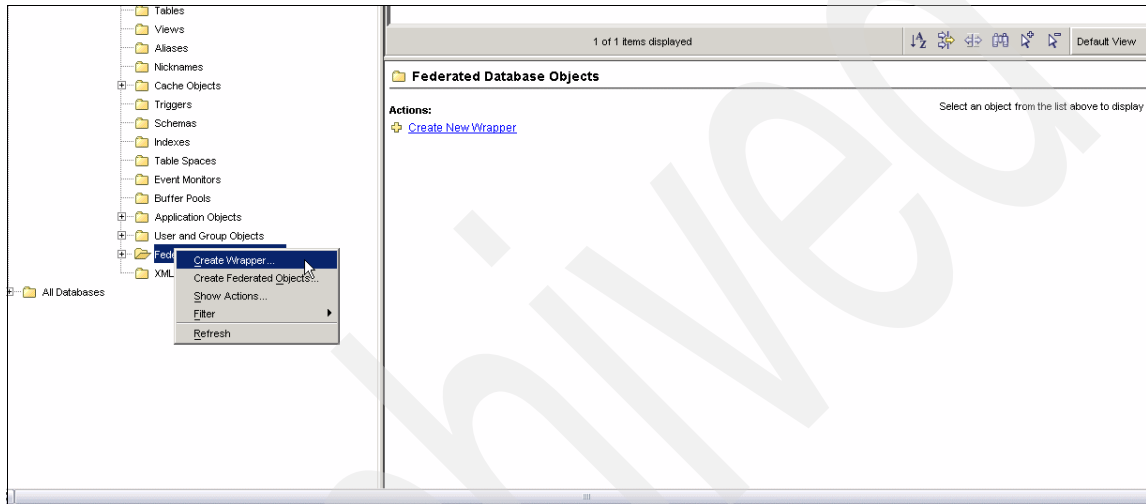 Tables
Views
Aliases
Nicknames
Cache Objects
Triggers
Schemas
Indexes
Table Spaces
Event Monitors
Buffer Pools
Application Objects
User and Group Objects
XML
All Databases
Create Wrapper...
Create Federated Objects...
Show Actions...
Filter
Refresh
1 of 1 items displayed
Default View
Federated Database Objects
Actions:
Create New Wrapper
Select an object from the list above to display